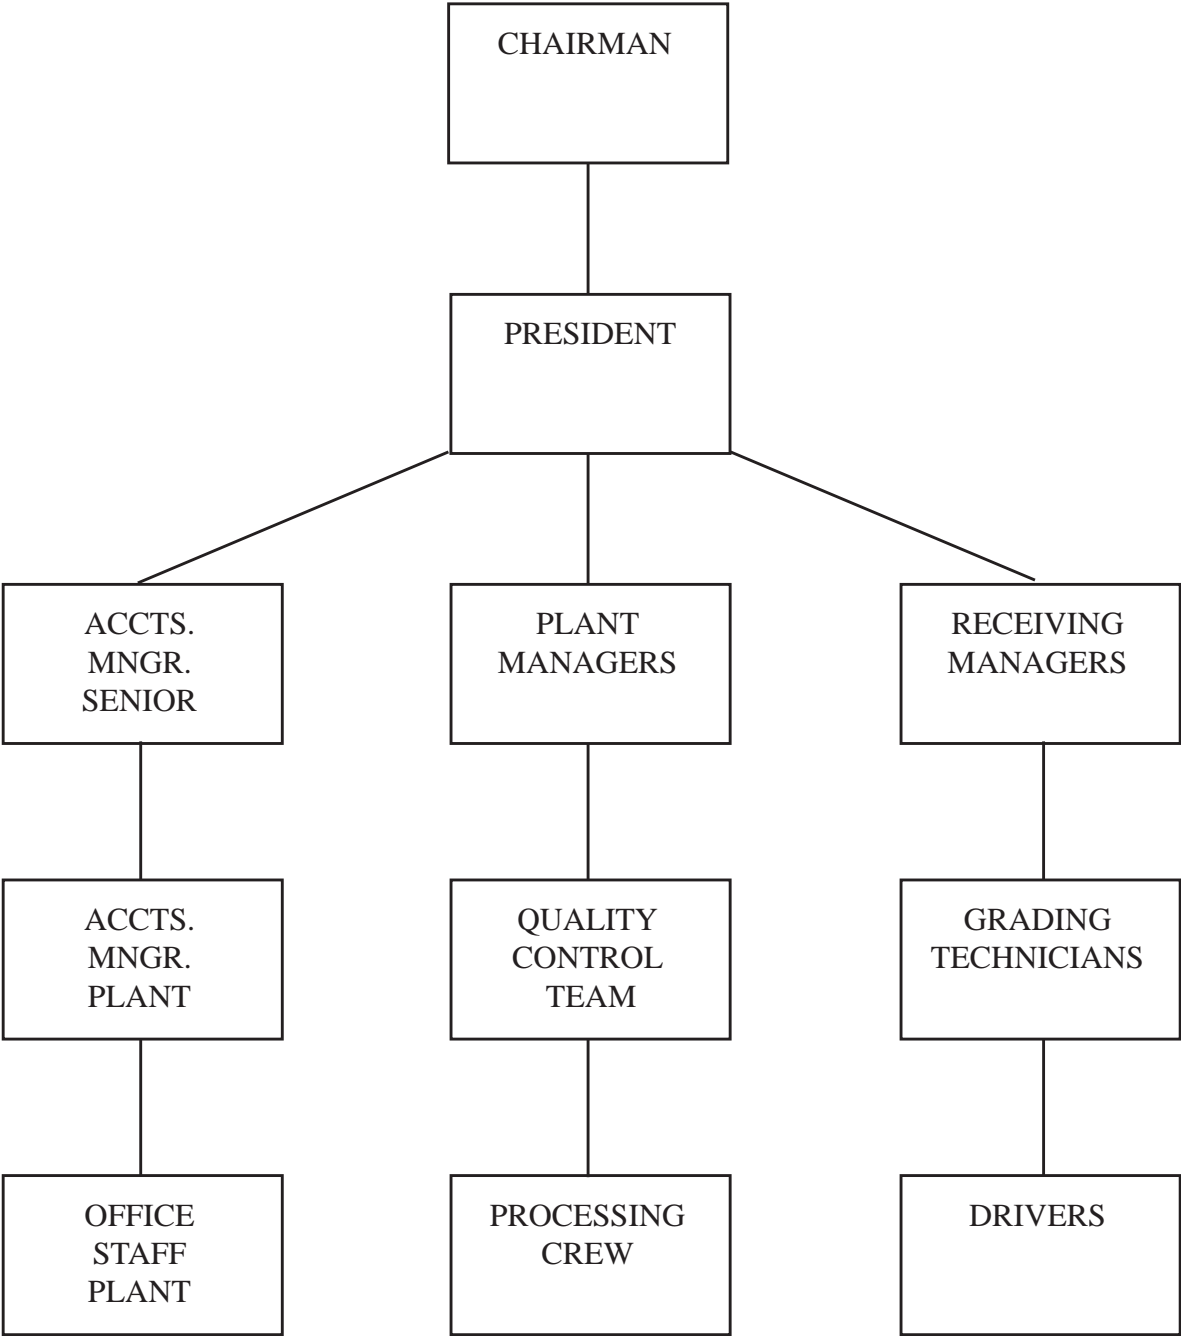 CHAIRMAN
PRESIDENT
ACCTS.
MNGR.
SENIOR
PLANT
MANAGERS
RECEIVING
MANAGERS
ACCTS.
MNGR.
PLANT
QUALITY
CONTROL
TEAM
GRADING
TECHNICIANS
OFFICE
STAFF
PLANT
PROCESSING
CREW
DRIVERS